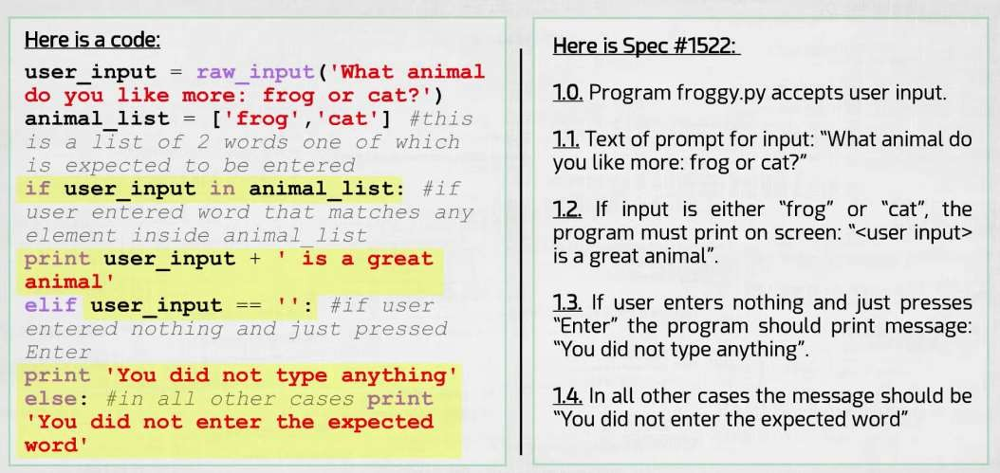 Here is a code:
user_input = raw_input('What animal
do you like more: frog or cat?')
animal_list = ['frog','cat'] #this
is a list of 2 words one of which
is expected to be entered
if user_input in animal_list: #if
user entered word that matches any
element inside animal_list
print user_input + ' is a great
animal'
elif user_input == '': #if user
entered nothing and just pressed
Enter
print 'You did not type anything'
else: #in all other cases print
'You did not enter the expected
word'
Here is Spec #1522:
1.0. Program froggy.py accepts user input.
1.1. Text of prompt for input: “What animal do
you like more: frog or cat?”
1.2. If input is either “frog” or “cat”, the
program must print on screen: “<user input>
is a great animal”.
1.3. If user enters nothing and just presses
“Enter” the program should print message:
“You did not type anything”.
1.4. In all other cases the message should be
“You did not enter the expected word”